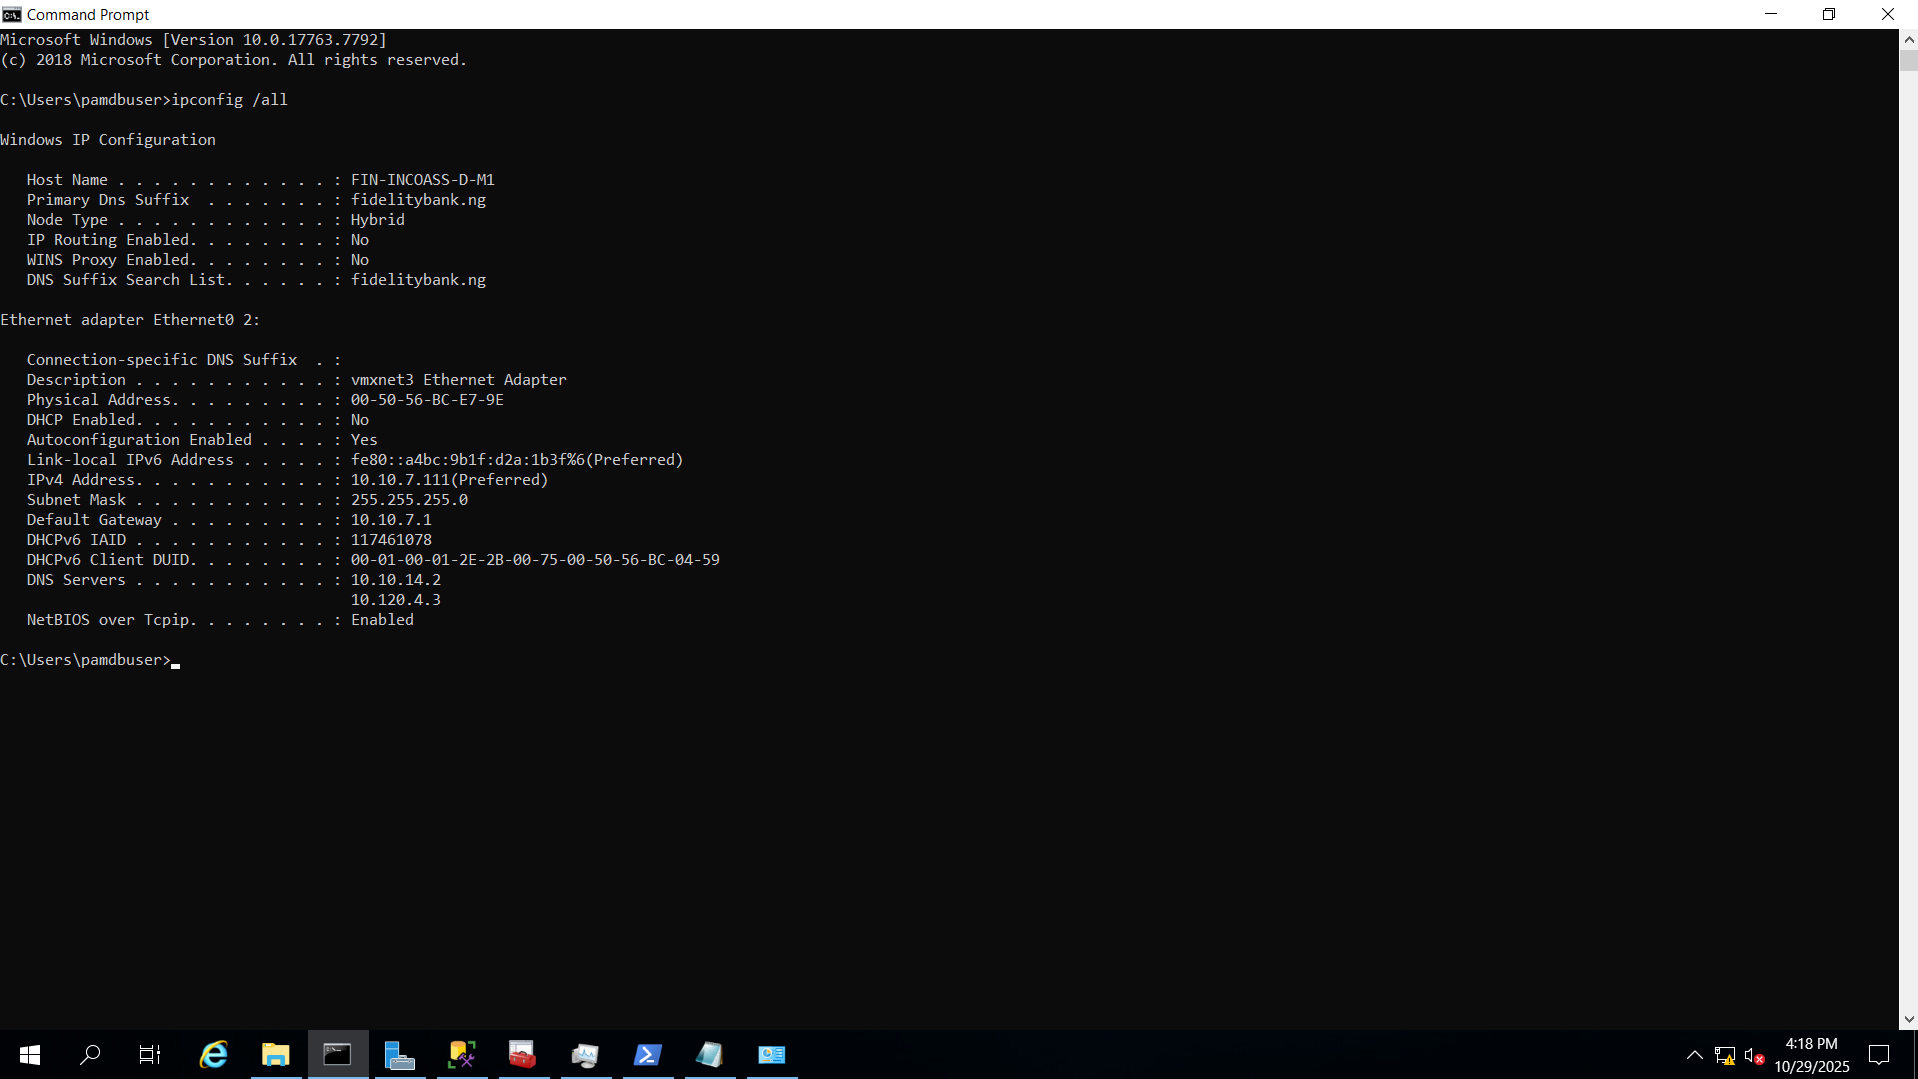 Command Prompt
Microsoft Windows [Version 10.0.17763.7792]
(c) 2018 Microsoft Corporation. All rights reserved.
C:\Users\pamdbuser>ipconfig /all
Windows IP Configuration
   Host Name . . . . . . . . . . . . : FIN-INCOASS-D-M1
   Primary Dns Suffix  . . . . . . . : fidelitybank.ng
   Node Type . . . . . . . . . . . . : Hybrid
   IP Routing Enabled. . . . . . . . : No
   WINS Proxy Enabled. . . . . . . . : No
   DNS Suffix Search List. . . . . . : fidelitybank.ng
Ethernet adapter Ethernet0 2:
   Connection-specific DNS Suffix  . :
   Description . . . . . . . . . . . : vmxnet3 Ethernet Adapter
   Physical Address. . . . . . . . . : 00-50-56-BC-E7-9E
   DHCP Enabled. . . . . . . . . . . : No
   Autoconfiguration Enabled . . . . : Yes
   Link-local IPv6 Address . . . . . : fe80::a4bc:9b1f:d2a:1b3f%6(Preferred)
   IPv4 Address. . . . . . . . . . . : 10.10.7.111(Preferred)
   Subnet Mask . . . . . . . . . . . : 255.255.255.0
   Default Gateway . . . . . . . . . : 10.10.7.1
   DHCPv6 IAID . . . . . . . . . . . : 117461078
   DHCPv6 Client DUID. . . . . . . . : 00-01-00-01-2E-2B-00-75-00-50-56-BC-04-59
   DNS Servers . . . . . . . . . . . : 10.10.14.2
                                       10.120.4.3
   NetBIOS over Tcpip. . . . . . . . : Enabled
C:\Users\pamdbuser>
4:18 PM
10/29/2025